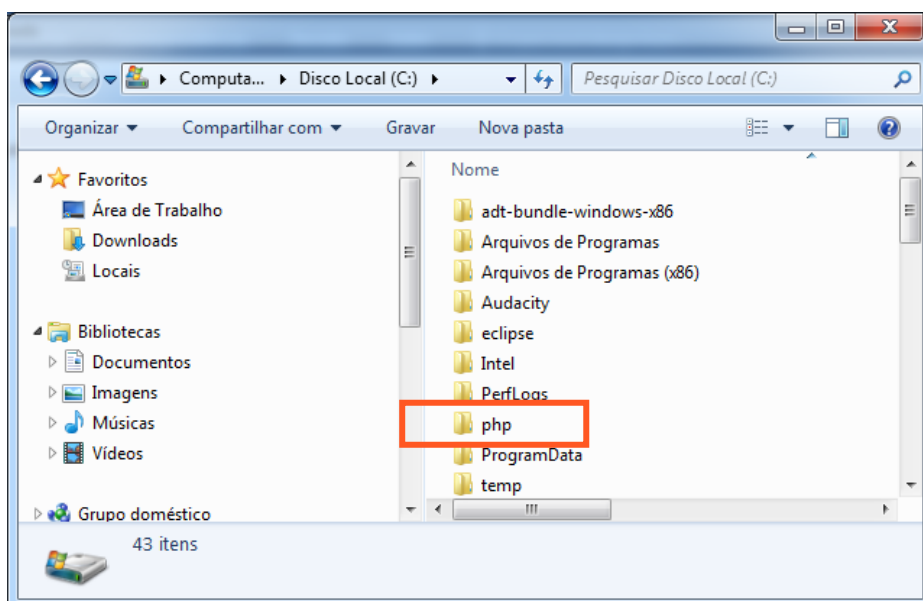 Computa... Disco Local (C:)
Pesquisar Disco Local (C:)
Organizar Compartilhar com Gravar Nova pasta
Favoritos
Área de Trabalho
Downloads
Locais
Bibliotecas
Documentos
Imagens
Músicas
Vídeos
Grupo doméstico
Nome
adt-bundle-windows-x86
Arquivos de Programas
Arquivos de Programas (x86)
Audacity
eclipse
Intel
PerfLogs
php
ProgramData
temp
43 itens